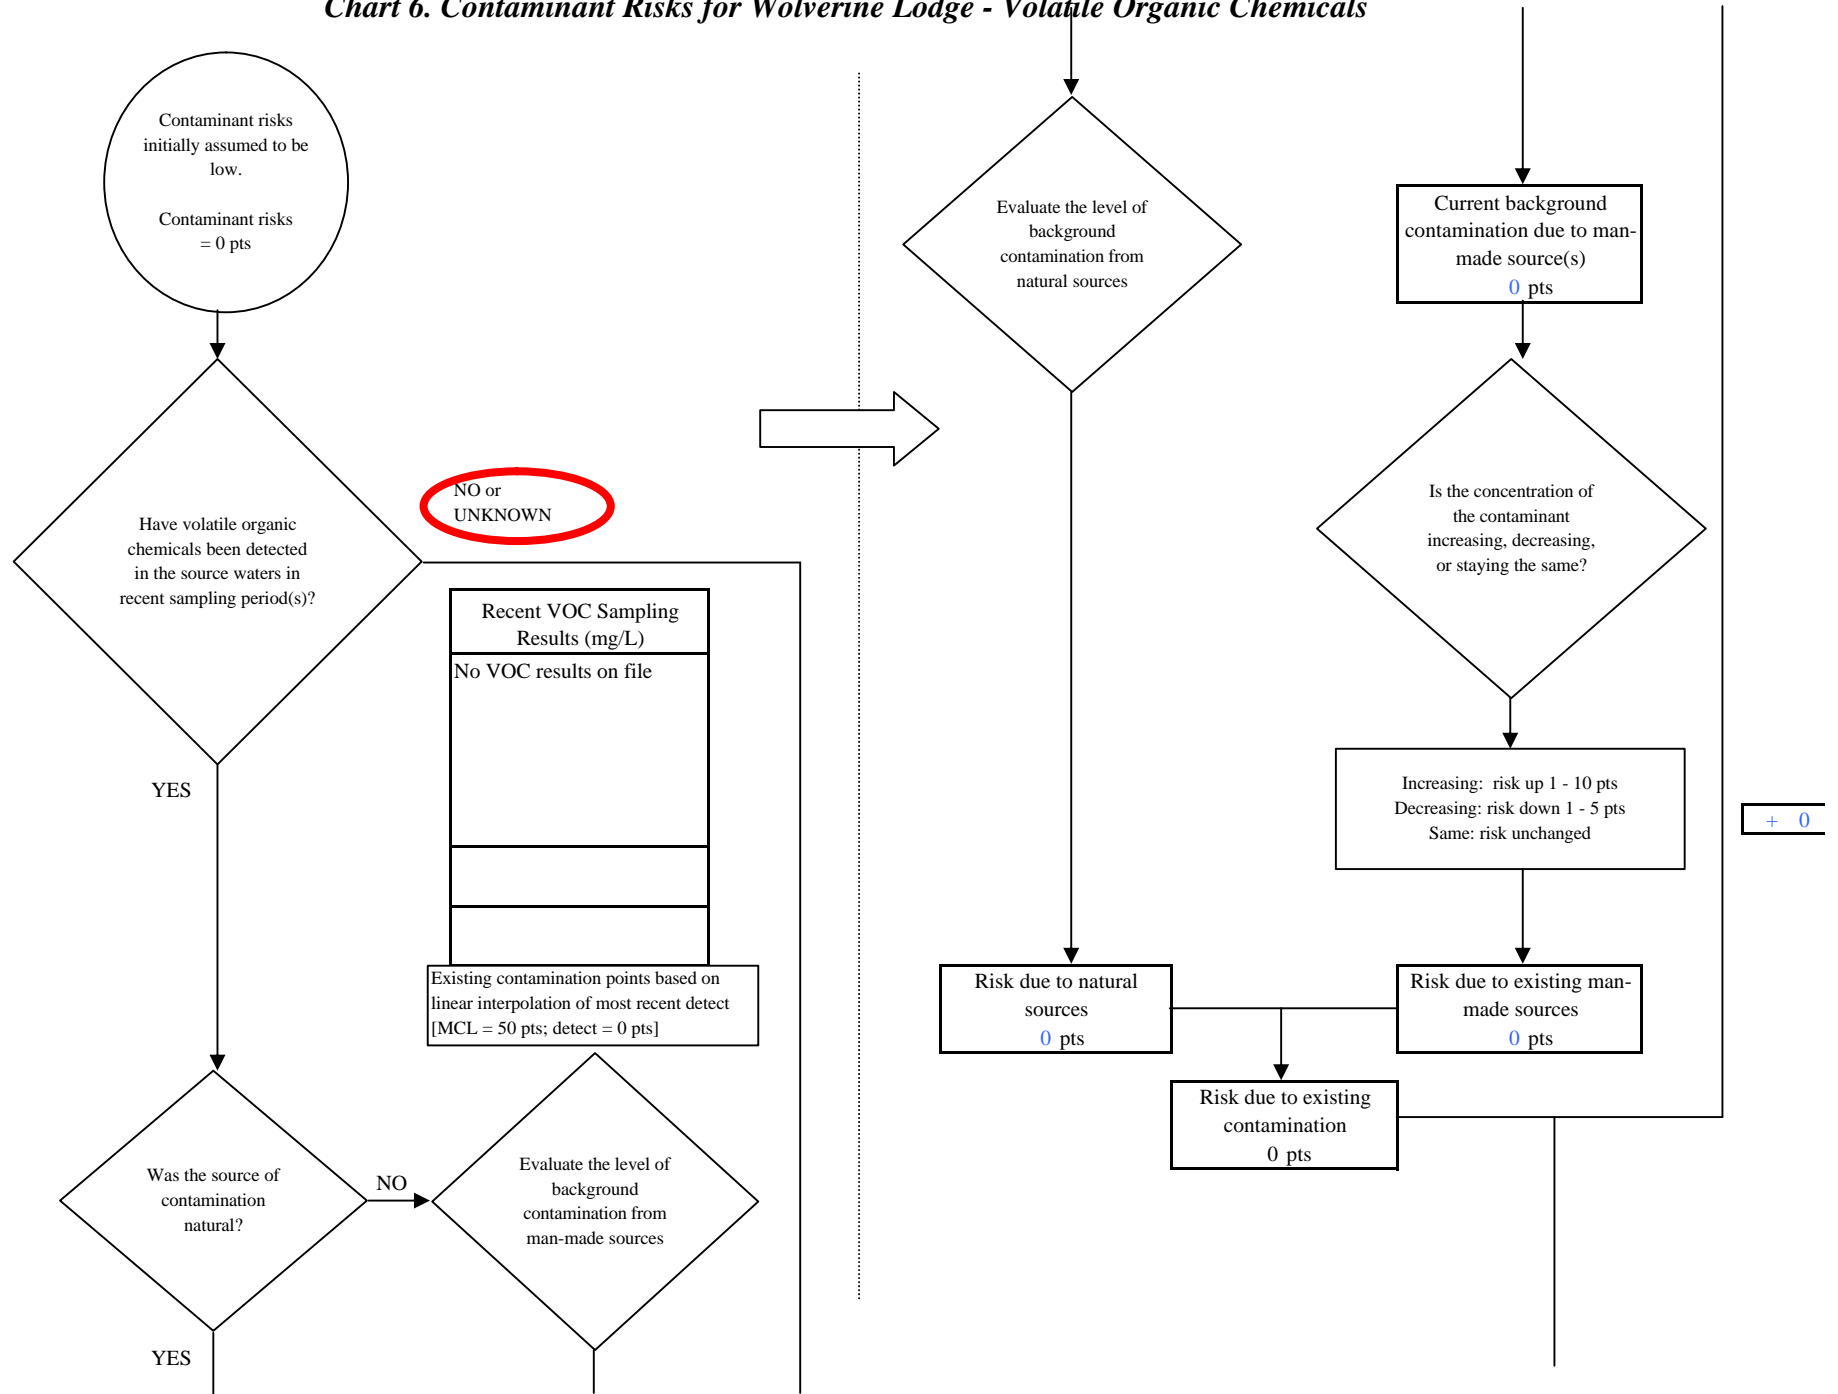 Chart 6. Contaminant Risks for Wolverine Lodge - Volatile Organic Chemicals
Contaminant risks
initially assumed to be
low.
Contaminant risks
= 0 pts
Have volatile organic
chemicals been detected
in the source waters in
recent sampling period(s)?
NO or
UNKNOWN
YES
Recent VOC Sampling
Results (mg/L)
No VOC results on file
Existing contamination points based on
linear interpolation of most recent detect
[MCL = 50 pts; detect = 0 pts]
Was the source of
contamination
natural?
NO
YES
Evaluate the level of
background
contamination from
man-made sources
Evaluate the level of
background
contamination from
natural sources
Current background
contamination due to man-
made source(s)
0 pts
Is the concentration of
the contaminant
increasing, decreasing,
or staying the same?
Increasing: risk up 1 - 10 pts
Decreasing: risk down 1 - 5 pts
Same: risk unchanged
+ 0
Risk due to natural
sources
0 pts
Risk due to existing man-
made sources
0 pts
Risk due to existing
contamination
0 pts